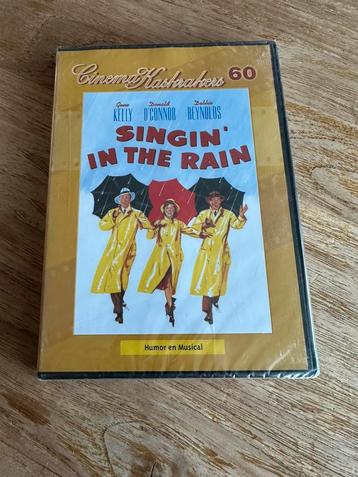 Cinema Kaskrakers 60
Gene Donald Debbie
KELLY O'CONNOR REYNOLDS
SINGIN'
IN THE RAIN
Humor en Musical